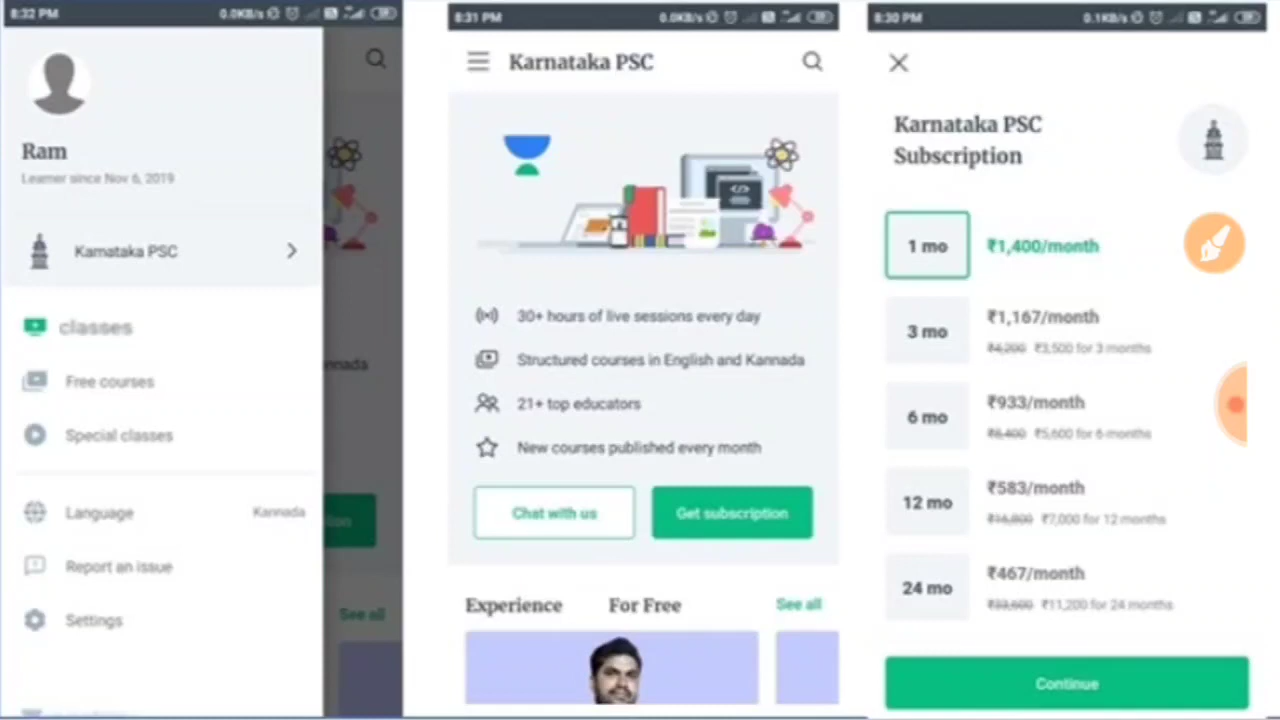 8:32 PM
0.0KB/s
Ram
Learner since Nov 6, 2019
Karnataka PSC
classes
Free courses
Special classes
Language
Kannada
Report an issue
Settings
See all
8:31 PM
0.0KB/s
Karnataka PSC
30+ hours of live sessions every day
Structured courses in English and Kannada
21+ top educators
New courses published every month
Chat with us
Get subscription
Experience For Free
See all
8:30 PM
0.1KB/s
Karnataka PSC
Subscription
1 mo
₹1,400/month
3 mo
₹1,167/month
₹4,200 ₹3,500 for 3 months
6 mo
₹933/month
₹8,400 ₹5,600 for 6 months
12 mo
₹583/month
₹16,800 ₹7,000 for 12 months
24 mo
₹467/month
₹33,600 ₹11,200 for 24 months
Continue